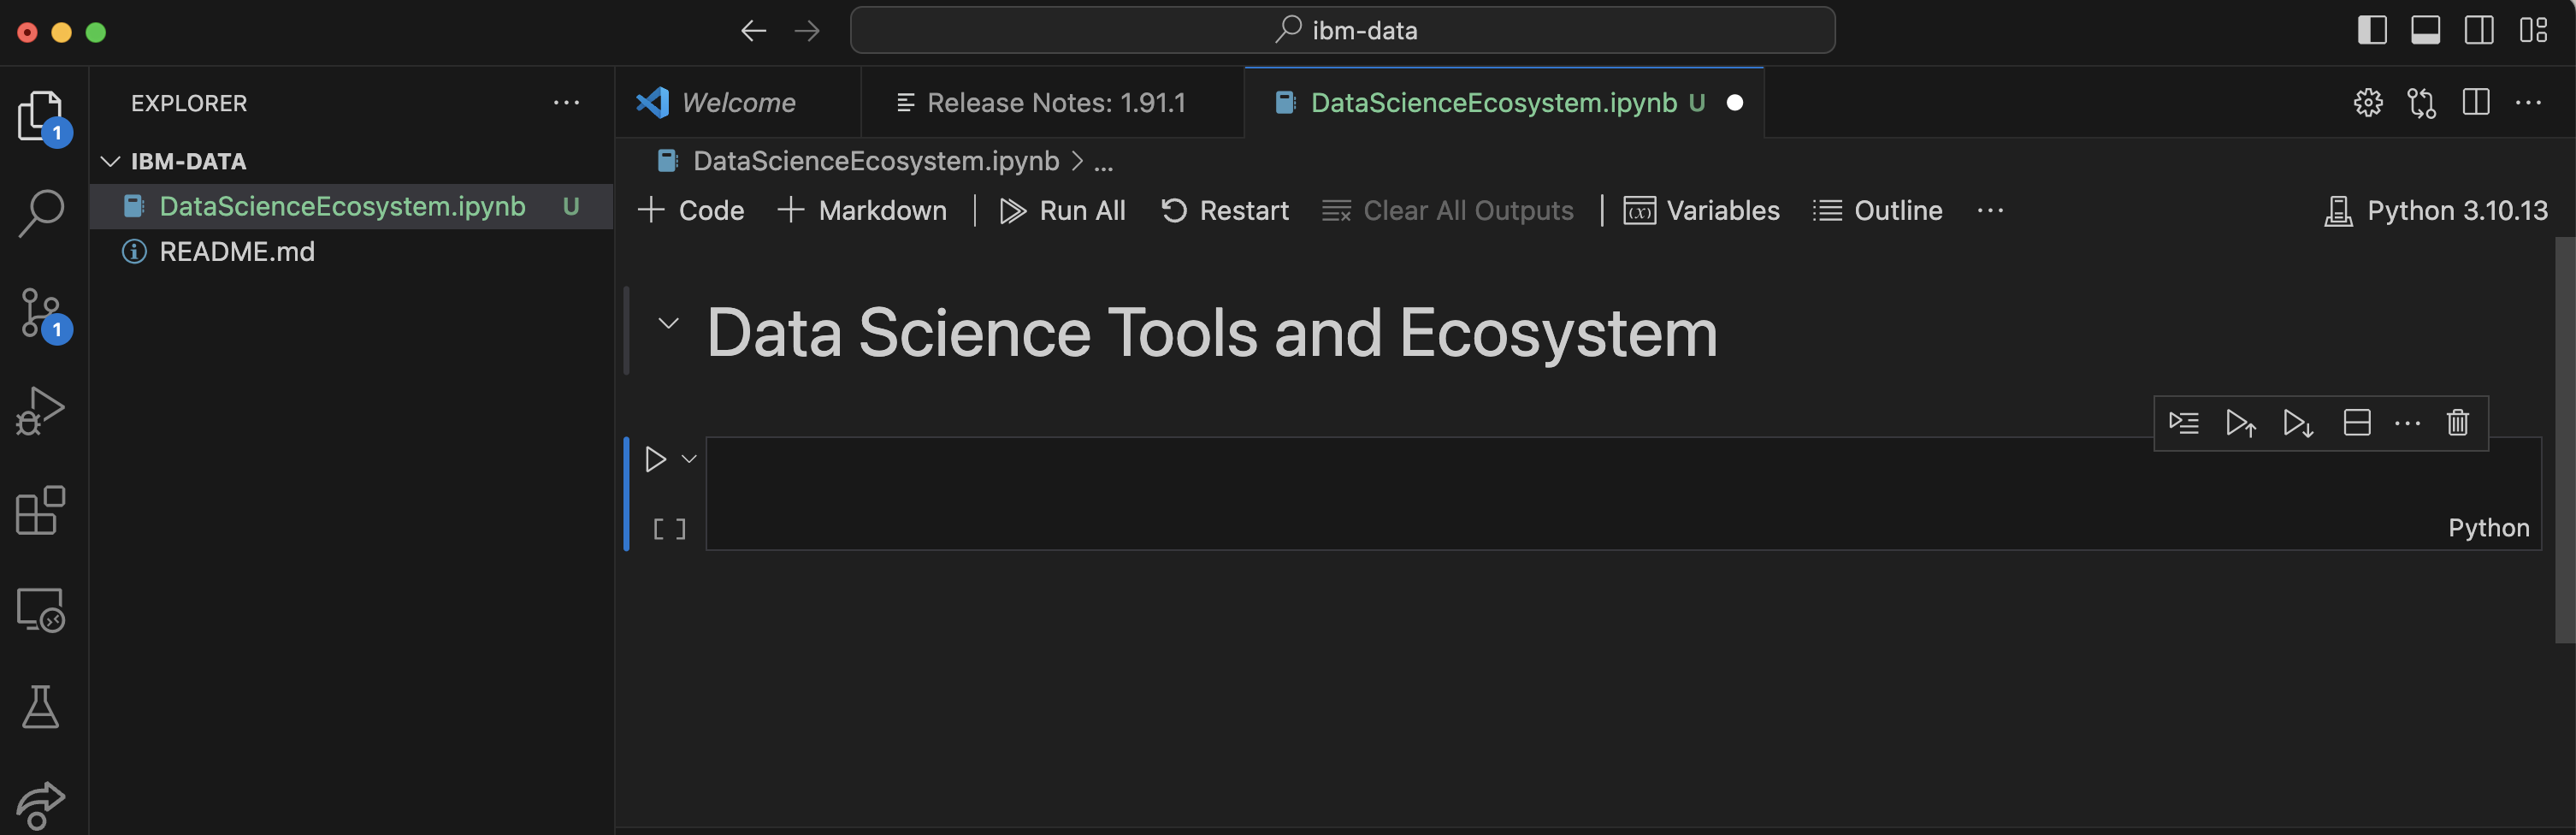 ibm-data
EXPLORER
Welcome
Release Notes: 1.91.1
DataScienceEcosystem.ipynb U
1
IBM-DATA
DataScienceEcosystem.ipynb > ...
DataScienceEcosystem.ipynb U
Code
Markdown
Run All
Restart
Clear All Outputs
(x) Variables
Outline
Python 3.10.13
README.md
1
Data Science Tools and Ecosystem
[ ]
Python